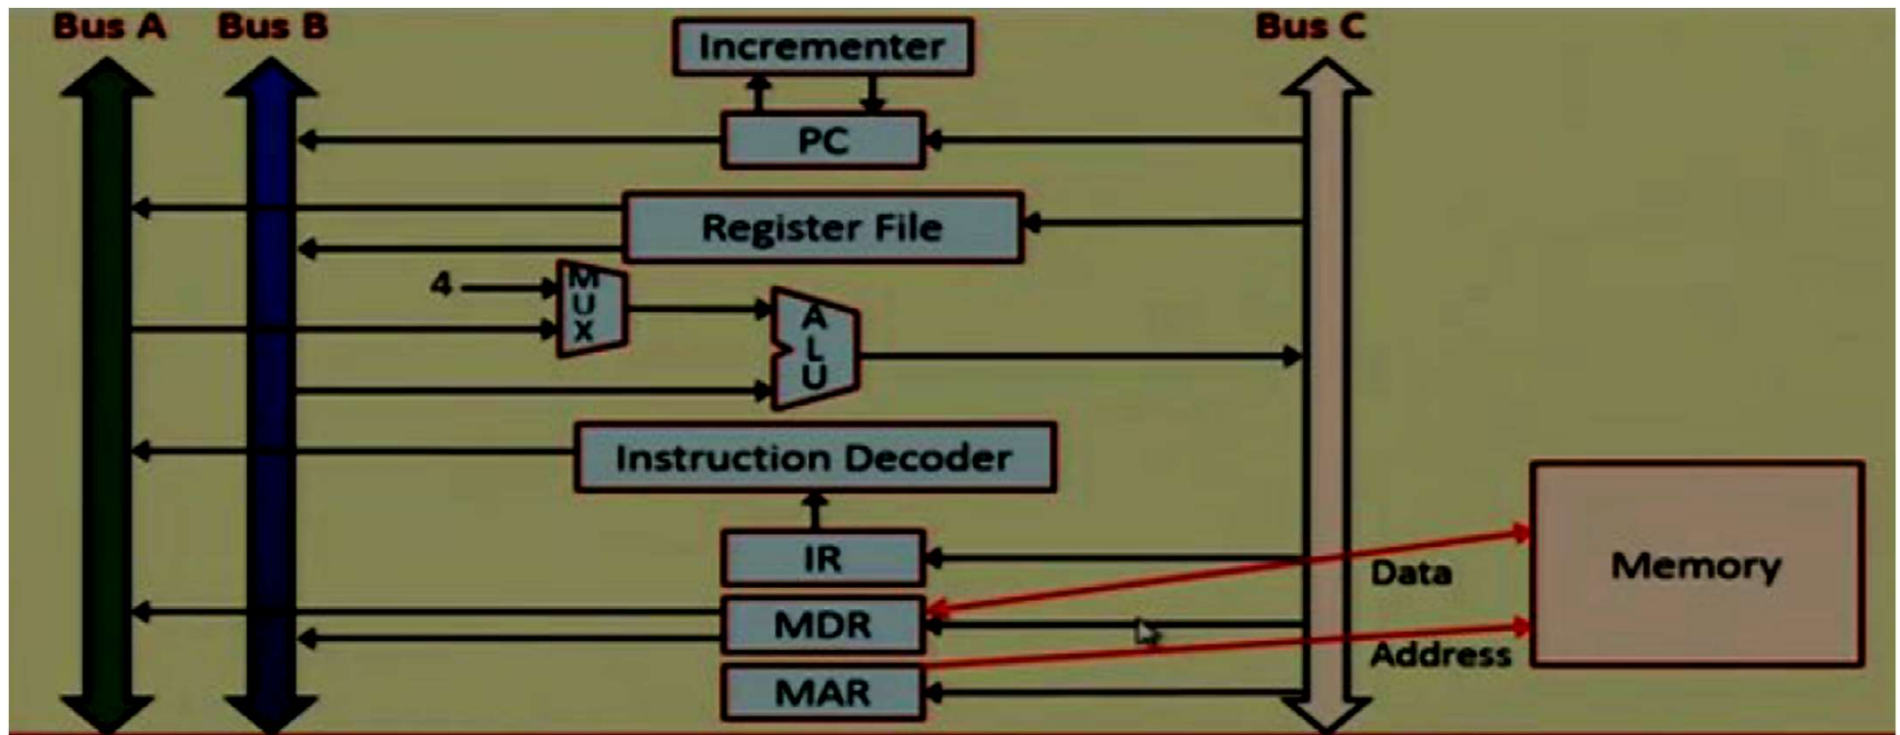 Bus A
Bus B
Bus C
Incrementer
PC
Register File
4
MUX
ALU
Instruction Decoder
IR
MDR
MAR
Data
Address
Memory